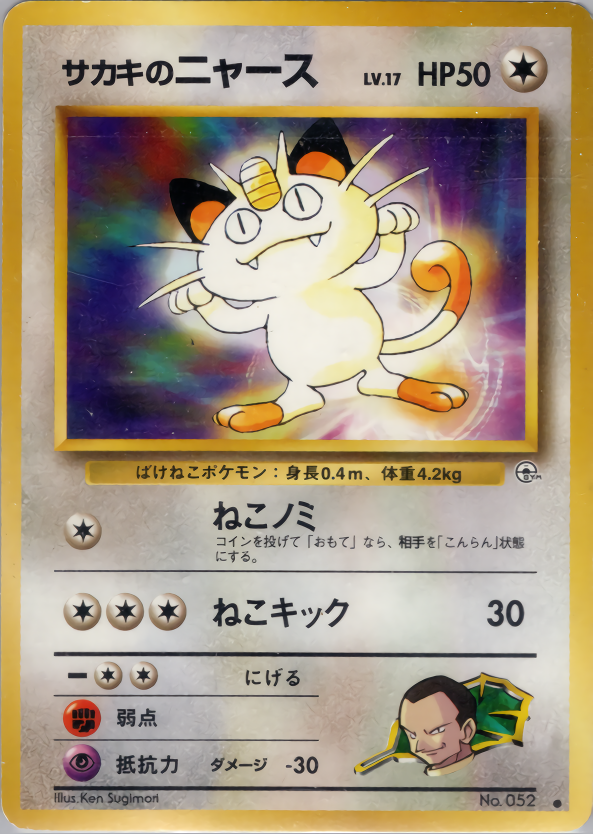 サカキのニャース LV.17 HP50
ばけねこポケモン：身長0.4m、体重4.2kg
GYM
ねこノミ
コインを投げて「おもて」なら、相手を「こんらん」状態
にする。
ねこキック 30
ー にげる
弱点
抵抗力 ダメージ -30
Illus.Ken Sugimori No.052